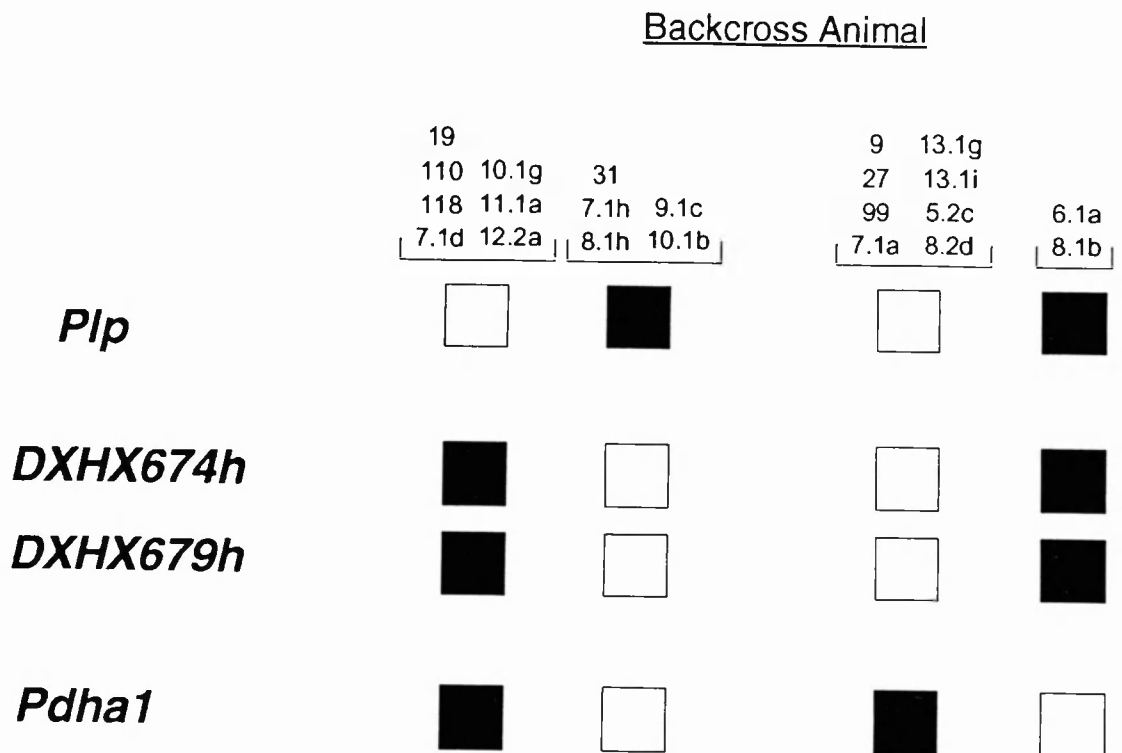 Backcross Animal
19
110 10.1g
118 11.1a
7.1d 12.2a
31
7.1h 9.1c
8.1h 10.1b
9 13.1g
27 13.1i
99 5.2c
7.1a 8.2d
6.1a
8.1b
Plp
DXHX674h
DXHX679h
Pdha1